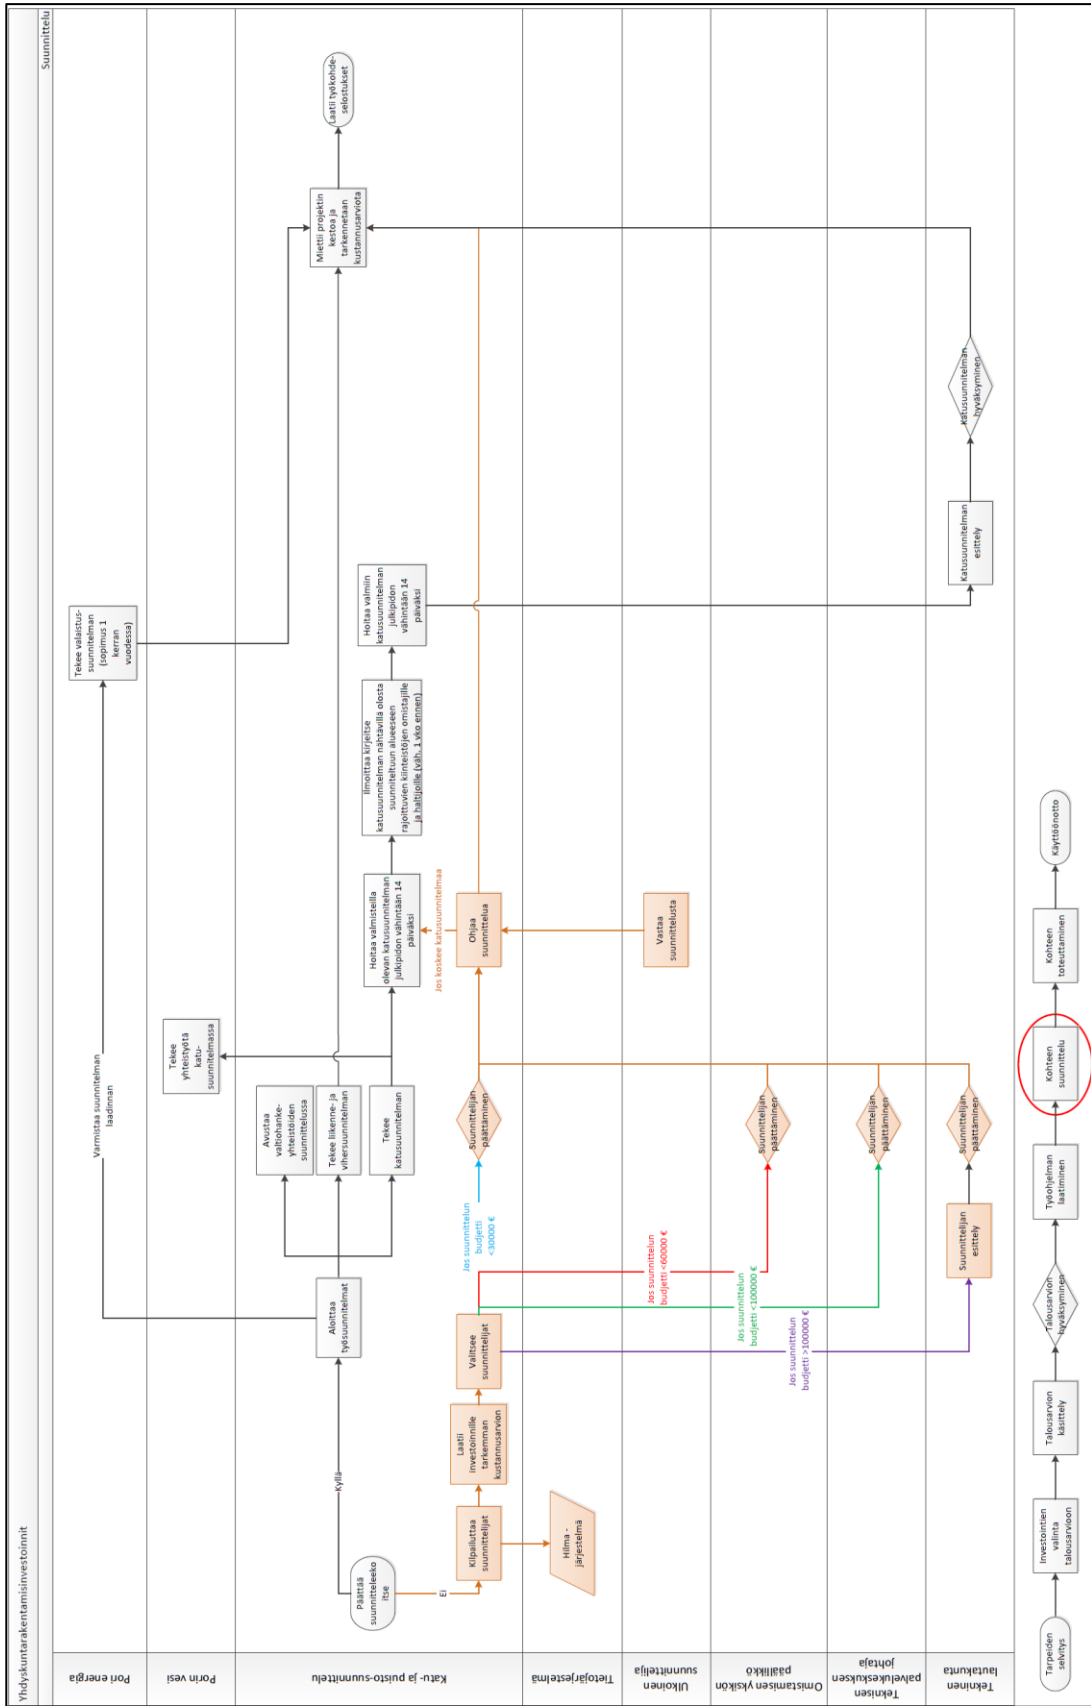 Yhdyskuntarakentamisinvestoinnit
Suunnittelu
Pori energia
Porin vesi
Katu- ja puisto-suunnittelu
Tietojärjestelmä
Ulkoinen
suunnittelija
Omistamisen yksikön
päällikkö
Teknisen
palvelukeskuksen
johtaja
Tekninen
lautakunta
Päättää
suunnitteleeko
itse
Kyllä
Ei
Aloittaa
työsuunnitelmat
Varmistaa suunnitelman
laadinnan
Tekee valaistus-
suunnitelman
(sopimus 1
kerran
vuodessa)
Tekee
yhteistyötä
katu-
suunnitelmassa
Avustaa
valtiohanke-
yhteistöiden
suunnittelussa
Tekee liikenne- ja
vihersuunnitelman
Tekee
katusuunnitelman
Hoitaa valmisteilla
olevan katusuunnitelman
julkipidon vähintään 14
päiväksi
Ilmoittaa kirjeitse
katusuunnitelman nähtävillä olosta
suunniteltuun alueeseen
rajoittuvien kiinteistöjen omistajille
ja haltijoille (väh. 1 vko ennen)
Hoitaa valmiin
katusuunnitelman
julkipidon
vähintään 14
päiväksi
Miettii projektin
kestoa ja
tarkennetaan
kustannusarviota
Laatii työkohde-
selostukset
Kilpailuttaa
suunnittelijat
Laatii
investoinnille
tarkemman
kustannusarvion
Valitsee
suunnittelijat
Jos suunnittelun
budjetti
<30000 €
Suunnittelijan
päättäminen
Ohjaa
suunnittelua
Jos koskee katusuunnitelmaa
Hilma -
järjestelmä
Vastaa
suunnittelusta
Jos suunnittelun
budjetti <60000 €
Suunnittelijan
päättäminen
Jos suunnittelun
budjetti <100000 €
Suunnittelijan
päättäminen
Jos suunnittelun
budjetti >100000 €
Suunnittelijan
esittely
Suunnittelijan
päättäminen
Katusuunnitelman
esittely
Katusuunnitelman
hyväksyminen
Tarpeiden
selvitys
Investointien
valinta
talousarvioon
Talousarvion
käsittely
Talousarvion
hyväksyminen
Työohjelman
laatiminen
Kohteen
suunnittelu
Kohteen
toteuttaminen
Käyttöönotto